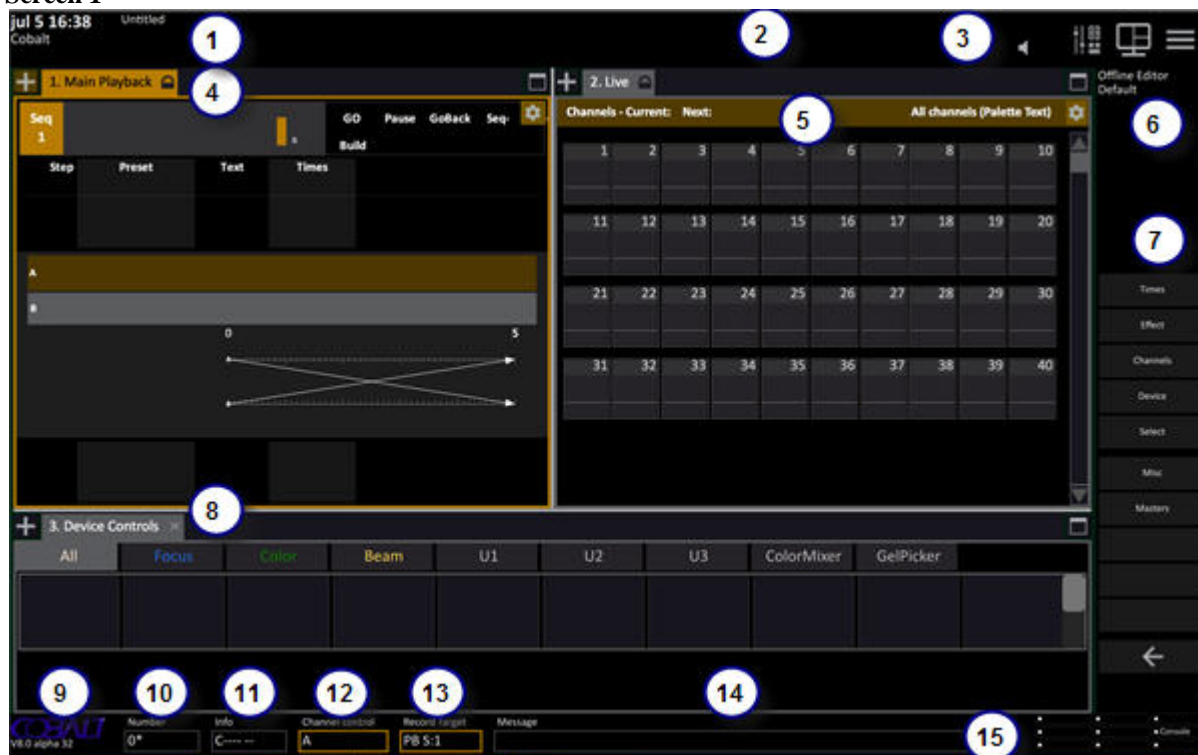 Screen 1
jul 5 16:38
Untitled
Cobalt
1
2
3
1. Main Playback
4
2. Live
Offline Editor
Default
Seq
1
GO Pause GoBack Seq-
Build
Channels - Current: Next:
5
All channels (Palette Text)
6
Step Preset Text Times
1 2 3 4 5 6 7 8 9 10
11 12 13 14 15 16 17 18 19 20
7
A
B
21 22 23 24 25 26 27 28 29 30
0 5
31 32 33 34 35 36 37 38 39 40
Times
Effect
Channels
Device
Select
Misc
Masters
8
3. Device Controls
All Focus Color Beam U1 U2 U3 ColorMixer GelPicker
9
10
11
12
13
14
15
COBALT
V8.0 alpha 32
Number
0*
Info
C---- --
Channel control
A
Record Target
PB S:1
Message
Console